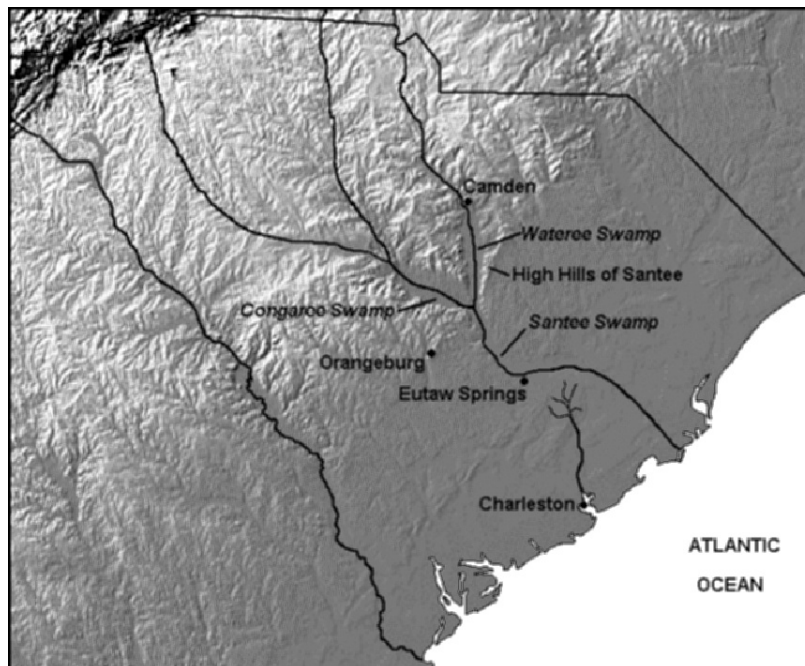 Camden
Wateree Swamp
High Hills of Santee
Congaree Swamp
Santee Swamp
Orangeburg
Eutaw Springs
Charleston
ATLANTIC
OCEAN